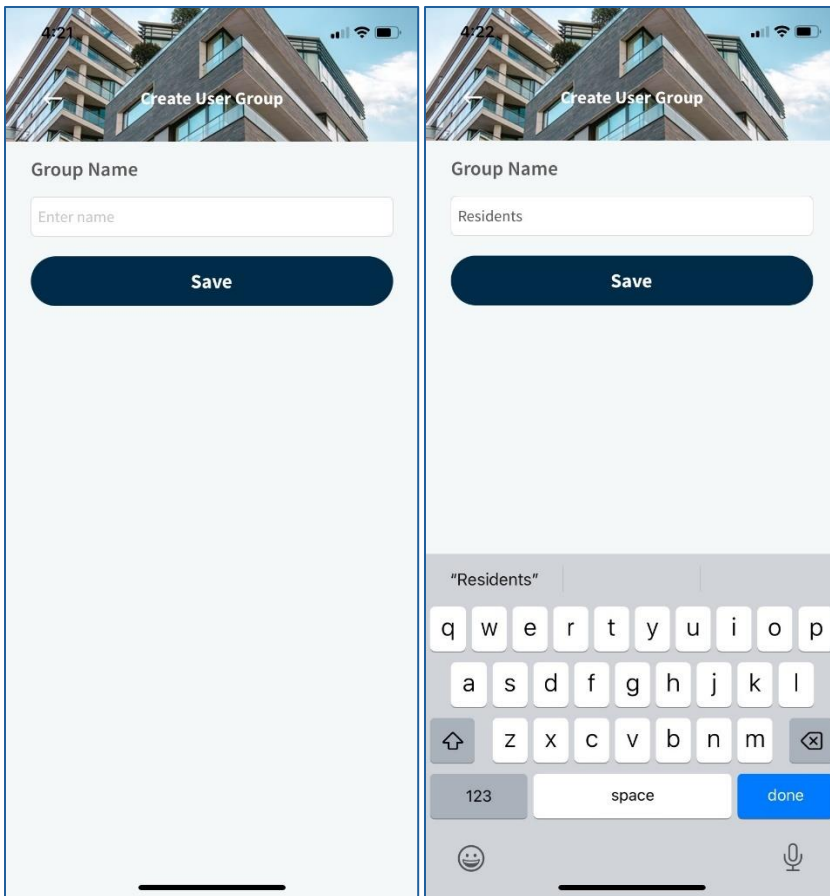 4:21
Create User Group
Group Name
Enter name
Save
4:22
Create User Group
Group Name
Residents
Save
"Residents"
q w e r t y u i o p
a s d f g h j k l
z x c v b n m
123 space done